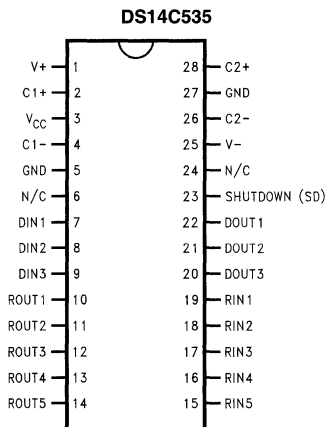 DS14C535
V+ 1 28 C2+
C1+ 2 27 GND
VCC 3 26 C2-
C1- 4 25 V-
GND 5 24 N/C
N/C 6 23 SHUTDOWN (SD)
DIN1 7 22 DOUT1
DIN2 8 21 DOUT2
DIN3 9 20 DOUT3
ROUT1 10 19 RIN1
ROUT2 11 18 RIN2
ROUT3 12 17 RIN3
ROUT4 13 16 RIN4
ROUT5 14 15 RIN5